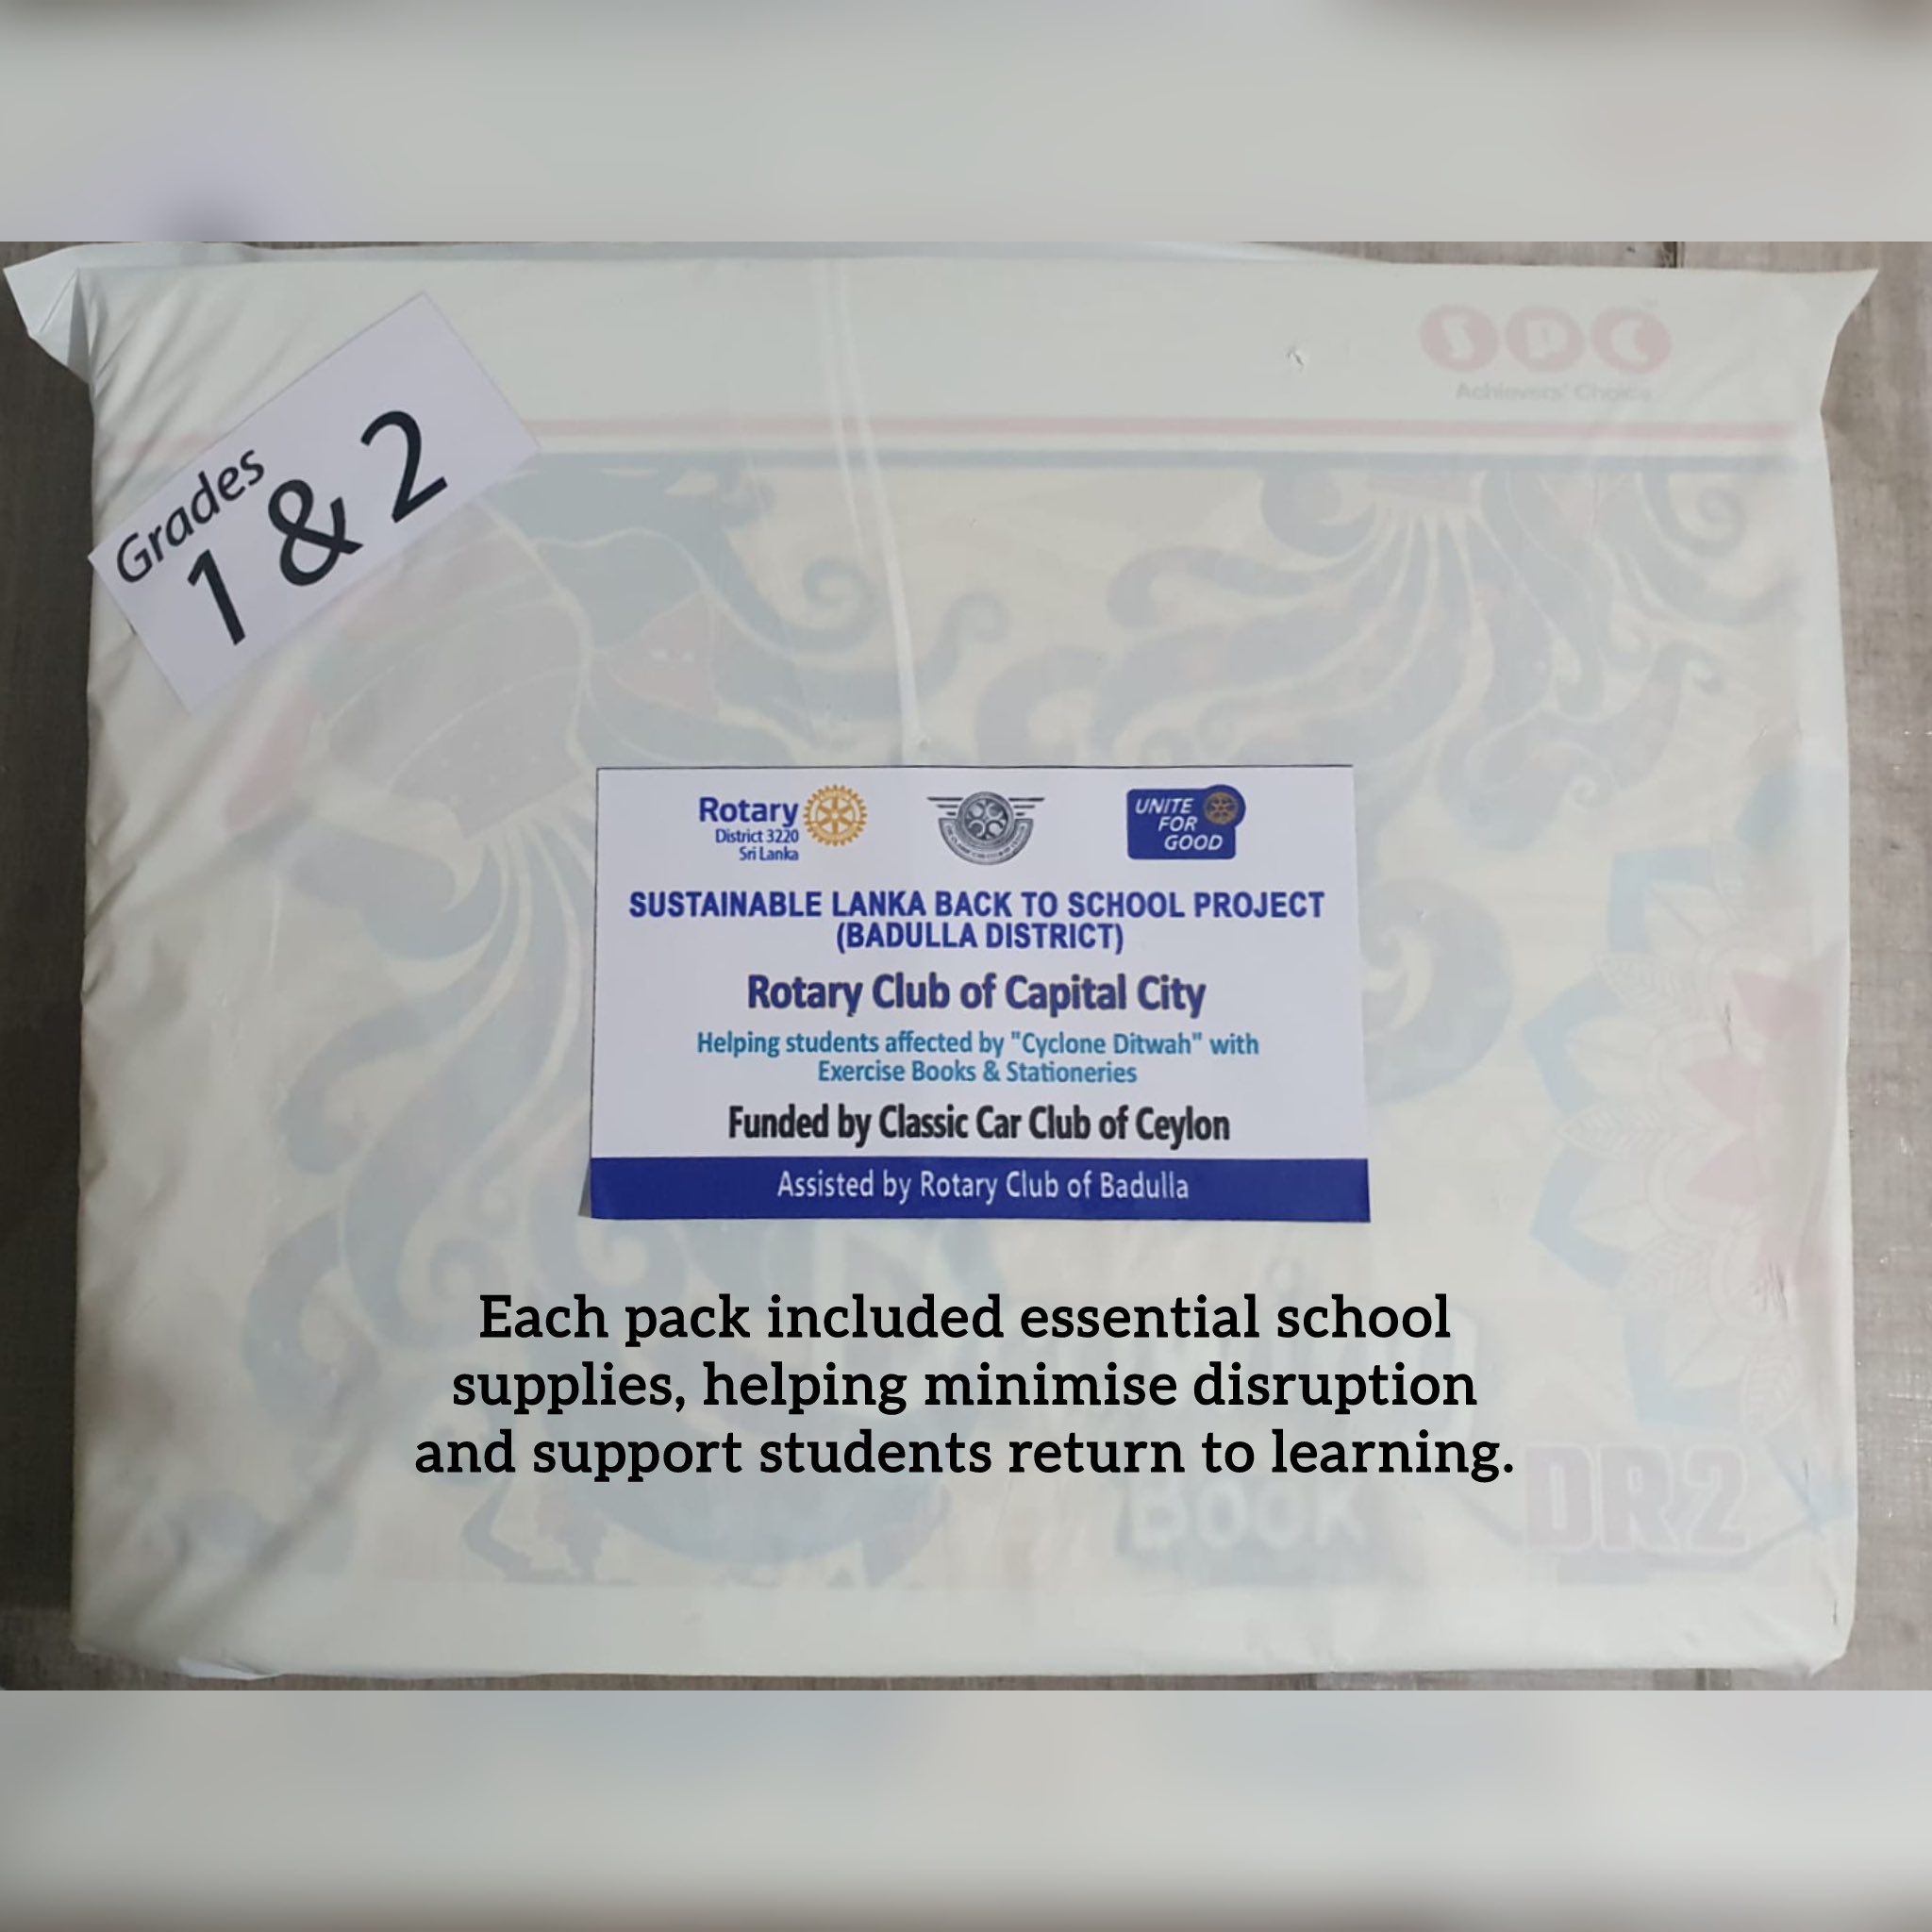 SPC
Achievers' Choice
Grades
1 & 2
Rotary
District 3220
Sri Lanka
UNITE
FOR
GOOD
SUSTAINABLE LANKA BACK TO SCHOOL PROJECT
(BADULLA DISTRICT)
Rotary Club of Capital City
Helping students affected by "Cyclone Ditwah" with
Exercise Books & Stationeries
Funded by Classic Car Club of Ceylon
Assisted by Rotary Club of Badulla
Each pack included essential school
supplies, helping minimise disruption
and support students return to learning.
BOOK
DR2